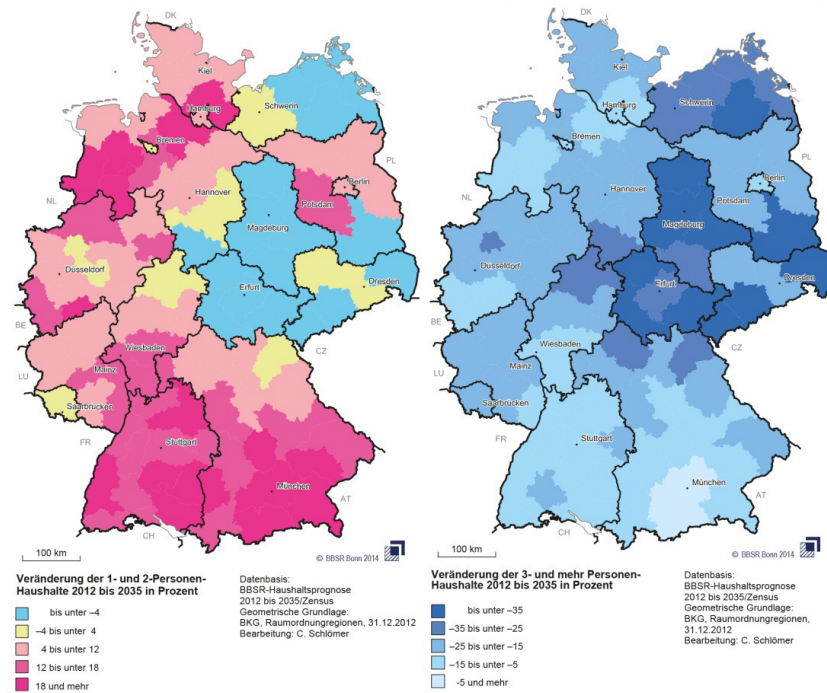 DK
Kiel
Hamburg
Schwerin
Bremen
PL
Berlin
NL
Hannover
Potsdam
Magdeburg
Düsseldorf
Erfurt
Dresden
BE
CZ
Wiesbaden
LU
Mainz
Saarbrücken
FR
Stuttgart
München
AT
CH
100 km
© BBSR Bonn 2014
Veränderung der 1- und 2-Personen-
Haushalte 2012 bis 2035 in Prozent
bis unter –4
–4 bis unter 4
4 bis unter 12
12 bis unter 18
18 und mehr
Datenbasis:
BBSR-Haushaltsprognose
2012 bis 2035/Zensus
Geometrische Grundlage:
BKG, Raumordnungregionen, 31.12.2012
Bearbeitung: C. Schlömer
DK
Kiel
Hamburg
Schwerin
Bremen
PL
Berlin
NL
Hannover
Potsdam
Magdeburg
Düsseldorf
Erfurt
Dresden
BE
CZ
Wiesbaden
LU
Mainz
Saarbrücken
FR
Stuttgart
München
AT
CH
100 km
© BBSR Bonn 2014
Veränderung der 3- und mehr Personen-
Haushalte 2012 bis 2035 in Prozent
bis unter –35
–35 bis unter –25
–25 bis unter –15
–15 bis unter –5
-5 und mehr
Datenbasis:
BBSR-Haushaltsprognose
2012 bis 2035/Zensus
Geometrische Grundlage:
BKG, Raumordnungregionen,
31.12.2012
Bearbeitung: C. Schlömer